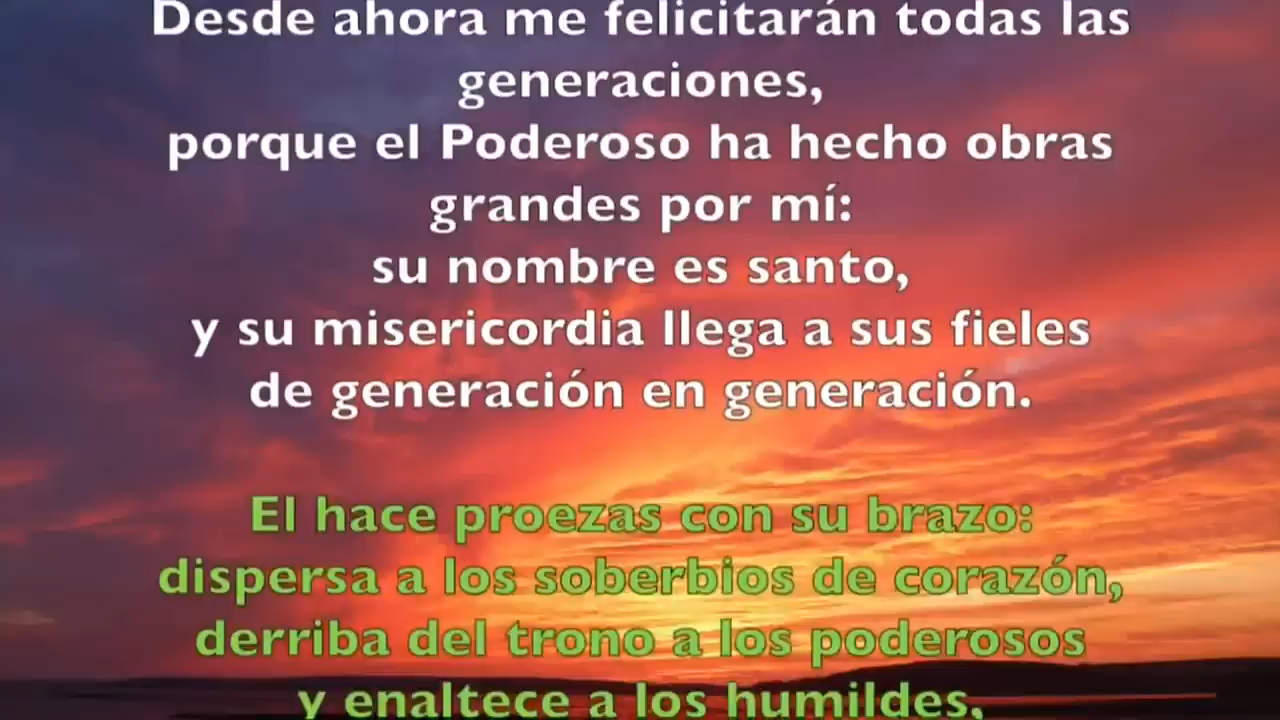 Desde ahora me felicitarán todas las
generaciones,
porque el Poderoso ha hecho obras
grandes por mí:
su nombre es santo,
y su misericordia llega a sus fieles
de generación en generación.
El hace proezas con su brazo:
dispersa a los soberbios de corazón,
derriba del trono a los poderosos
y enaltece a los humildes,